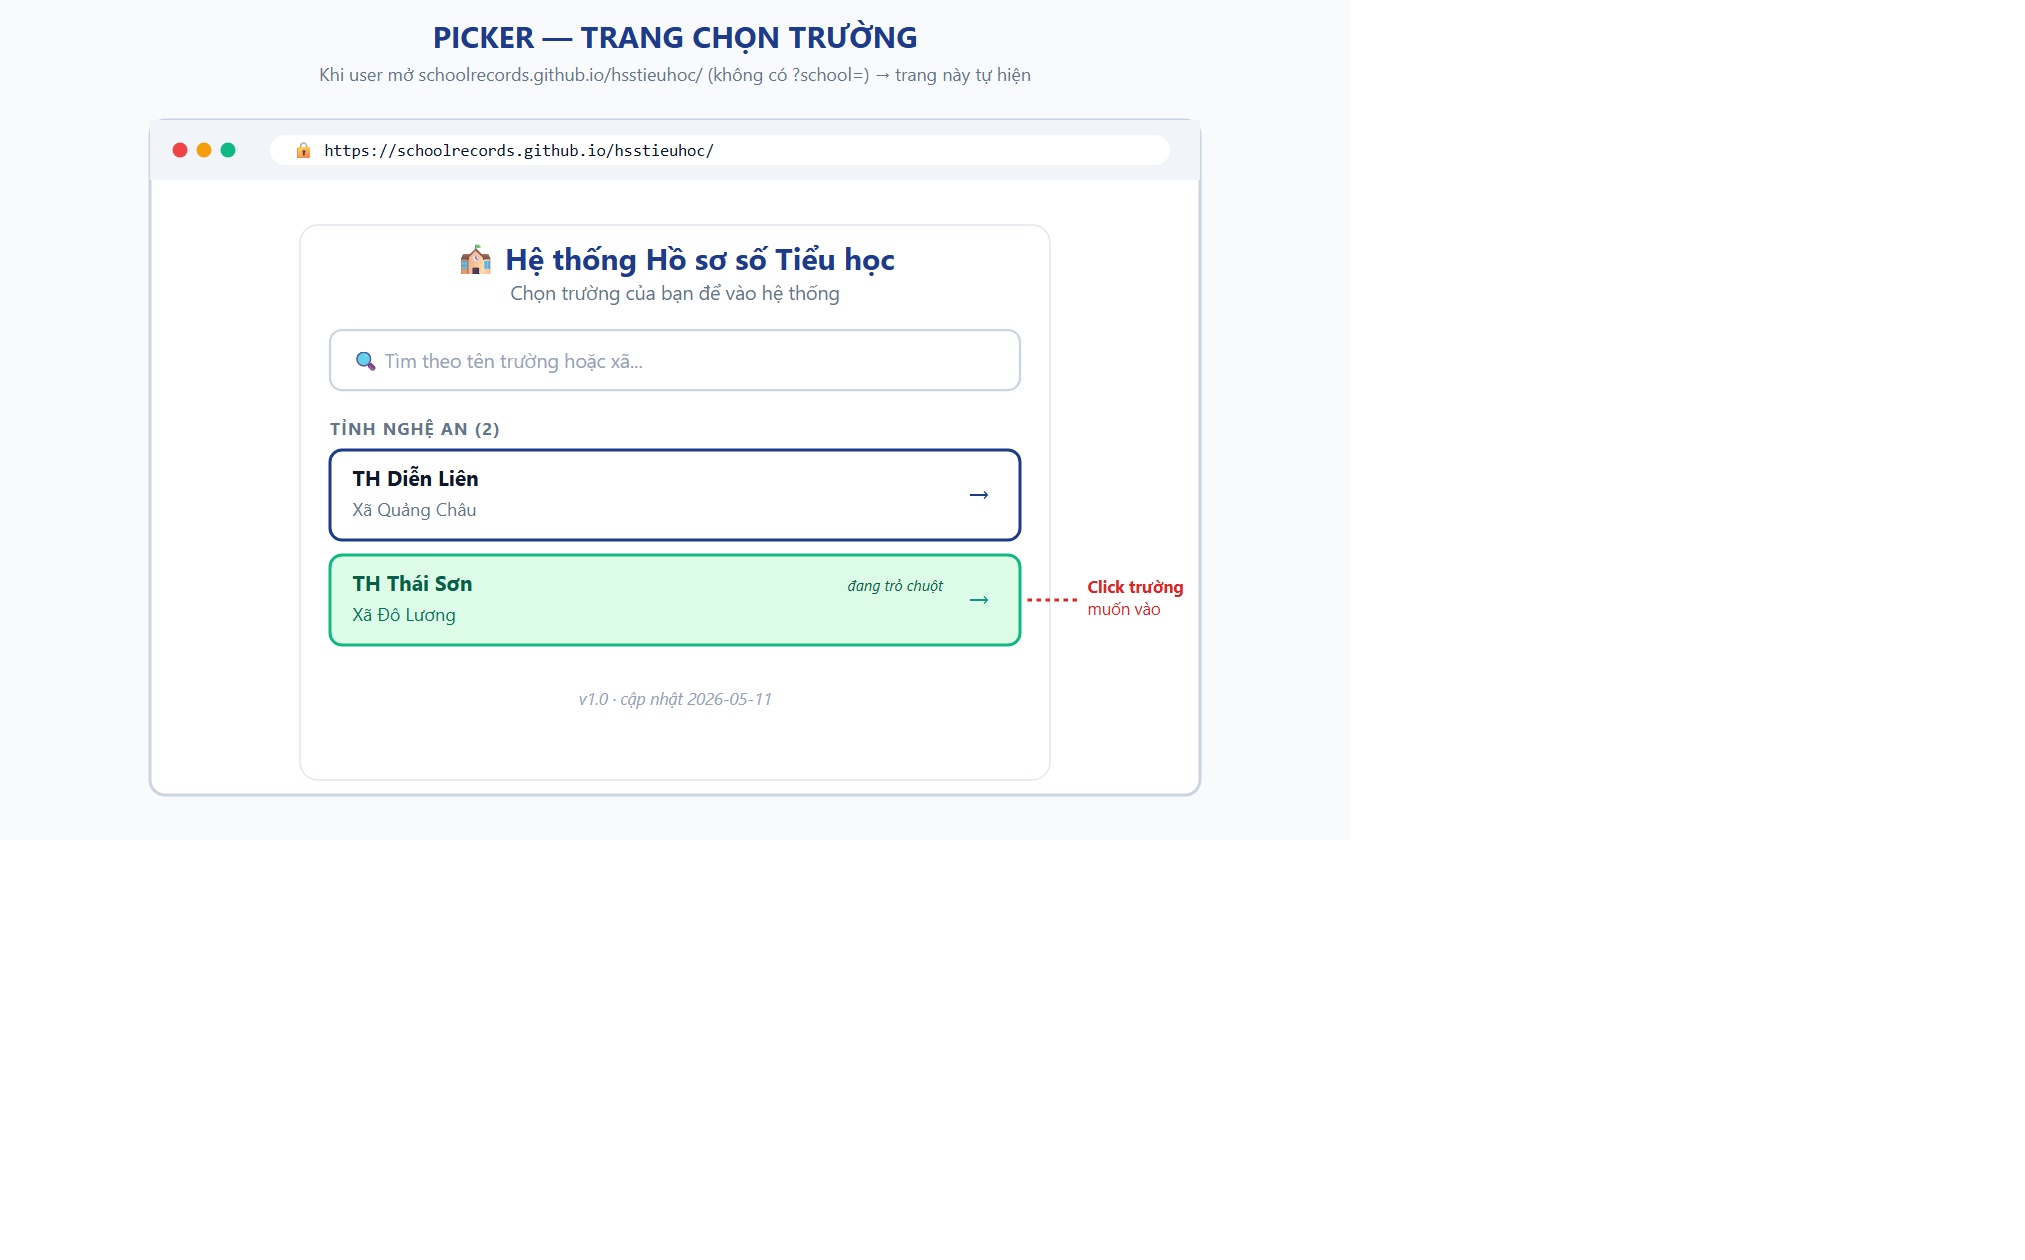 PICKER — TRANG CHỌN TRƯỜNG
Khi user mở schoolrecords.github.io/hsstieuhoc/ (không có ?school=) → trang này tự hiện
https://schoolrecords.github.io/hsstieuhoc/
Hệ thống Hồ sơ số Tiểu học
Chọn trường của bạn để vào hệ thống
Tìm theo tên trường hoặc xã...
TỈNH NGHỆ AN (2)
TH Diễn Liên
→
Xã Quảng Châu
TH Thái Sơn
đang trỏ chuột
→
Xã Đô Lương
Click trường
muốn vào
v1.0 · cập nhật 2026-05-11